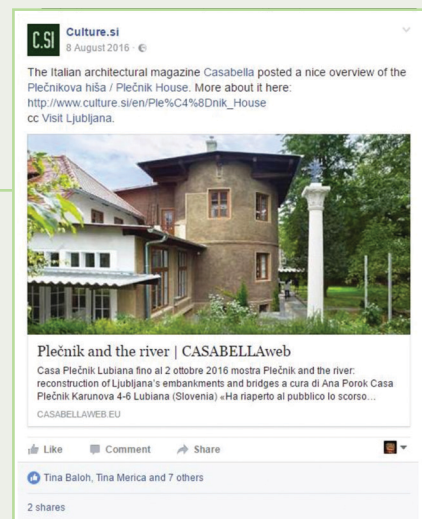 C.SI
Culture.si
8 August 2016 ·
The Italian architectural magazine Casabella posted a nice overview of the
Plečnikova hiša / Plečnik House. More about it here:
http://www.culture.si/en/Ple%C4%8Dnik_House
cc Visit Ljubljana.
Plečnik and the river | CASABELLAweb
Casa Plečnik Lubiana fino al 2 ottobre 2016 mostra Plečnik and the river:
reconstruction of Ljubljana's embankments and bridges a cura di Ana Porok Casa
Plečnik Karunova 4-6 Lubiana (Slovenia) «Ha riaperto al pubblico lo scorso…
CASABELLAWEB.EU
Like Comment Share
Tina Baloh, Tina Merica and 7 others
2 shares